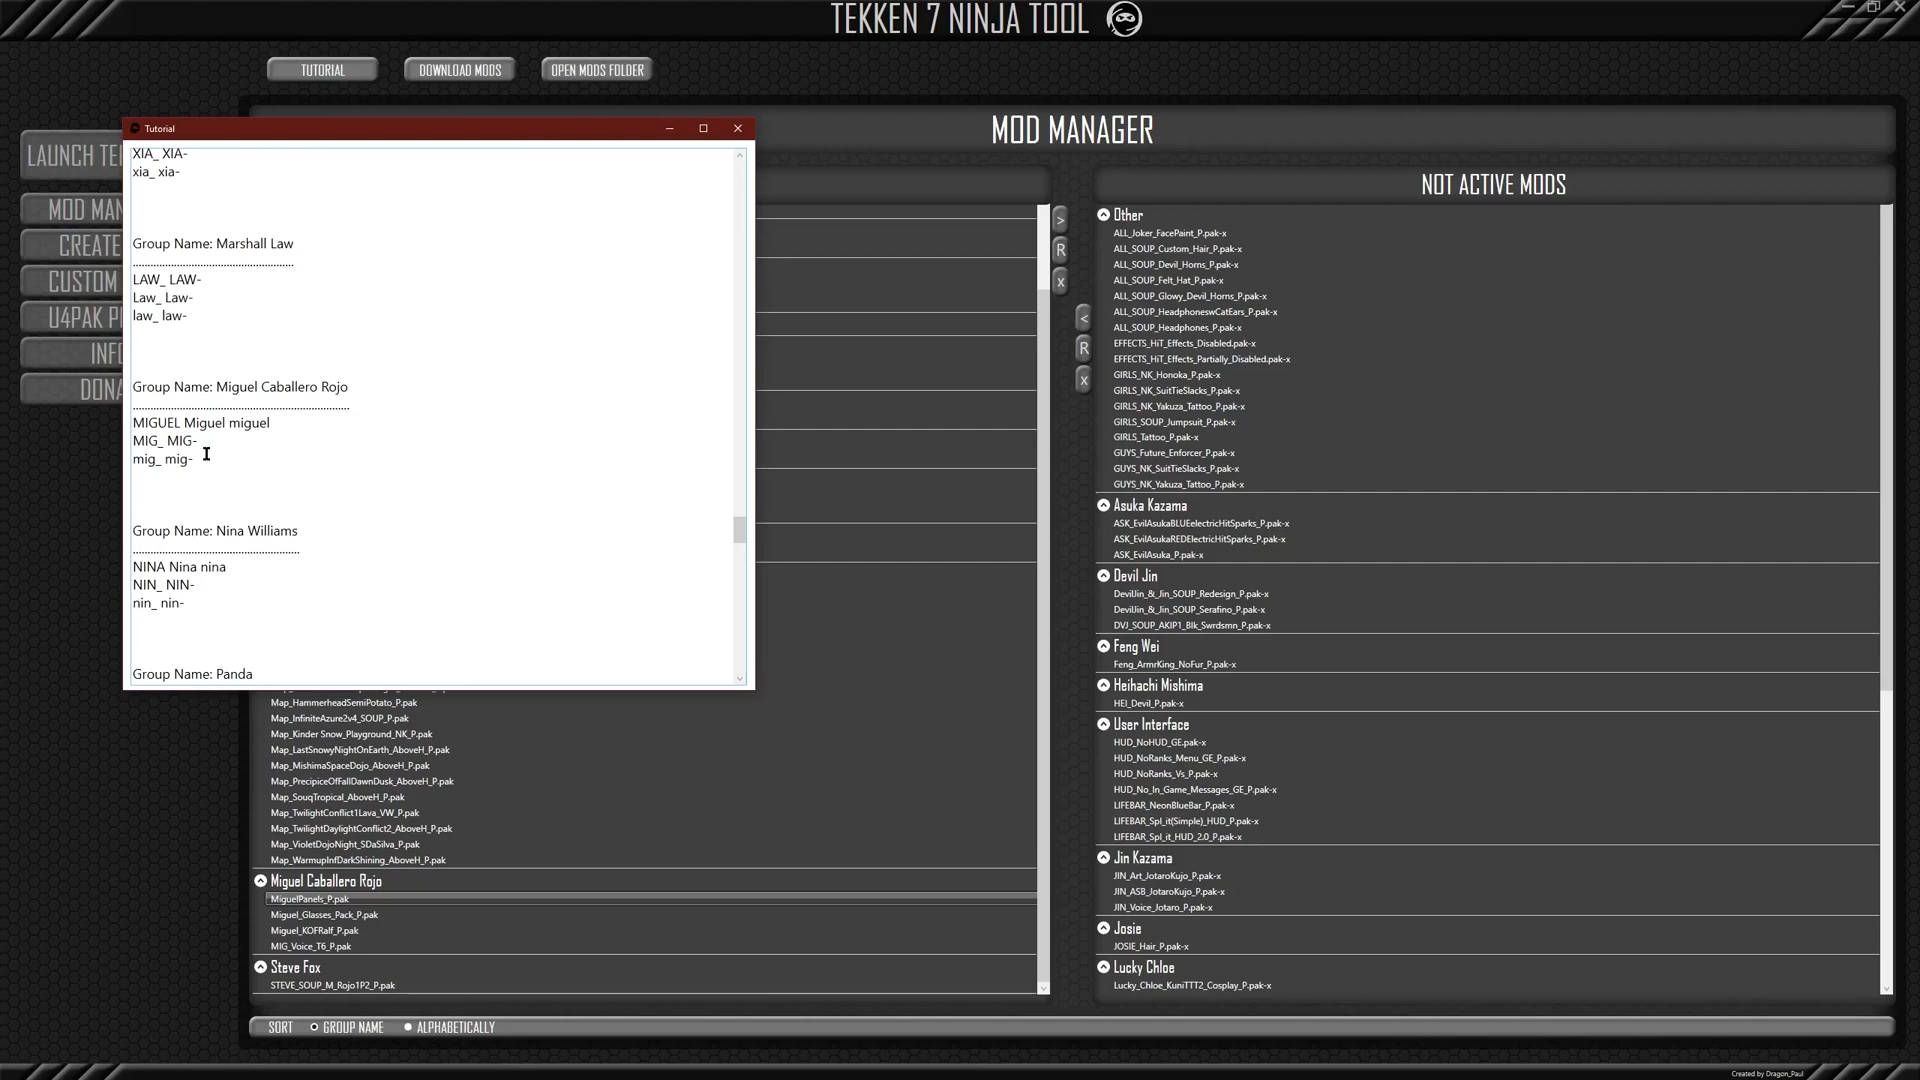 TEKKEN 7 NINJA TOOL
TUTORIAL
DOWNLOAD MODS
OPEN MODS FOLDER
MOD MANAGER
LAUNCH
MOD
CREATE
CUSTOM
U4PAK
Tutorial
XIA_ XIA-
xia_ xia-
Group Name: Marshall Law
LAW_ LAW-
Law_ Law-
law_ law-
Group Name: Miguel Caballero Rojo
MIGUEL Miguel miguel
MIG_ MIG-
mig_ mig-
Group Name: Nina Williams
NINA Nina nina
NIN_ NIN-
nin_ nin-
Group Name: Panda
Map_HammerheadSemiPotato_P.pak
Map_InfiniteAzure2v4_SOUP_P.pak
Map_Kinder Snow_Playground_NK_P.pak
Map_LastSnowyNightOnEarth_AboveH_P.pak
Map_MishimaSpaceDojo_AboveH_P.pak
Map_PrecipiceOfFallDawnDusk_AboveH_P.pak
Map_SouqTropical_AboveH_P.pak
Map_TwilightConflict1Lava_VW_P.pak
Map_TwilightDaylightConflict2_AboveH_P.pak
Map_VioletDojoNight_SDaSilva_P.pak
Map_WarmupInfDarkShining_AboveH_P.pak
Miguel Caballero Rojo
MiguelPanels_P.pak
Miguel_Glasses_Pack_P.pak
Miguel_KOFRalf_P.pak
MIG_Voice_T6_P.pak
Steve Fox
STEVE_SOUP_M_Rojo1P2_P.pak
>
R
x
<
R
x
NOT ACTIVE MODS
Other
ALL_Joker_FacePaint_P.pak-x
ALL_SOUP_Custom_Hair_P.pak-x
ALL_SOUP_Devil_Horns_P.pak-x
ALL_SOUP_Felt_Hat_P.pak-x
ALL_SOUP_Glowy_Devil_Horns_P.pak-x
ALL_SOUP_HeadphoneswCatEars_P.pak-x
ALL_SOUP_Headphones_P.pak-x
EFFECTS_HiT_Effects_Disabled.pak-x
EFFECTS_HiT_Effects_Partially_Disabled.pak-x
GIRLS_NK_Honoka_P.pak-x
GIRLS_NK_SuitTieSlacks_P.pak-x
GIRLS_NK_Yakuza_Tattoo_P.pak-x
GIRLS_SOUP_Jumpsuit_P.pak-x
GIRLS_Tattoo_P.pak-x
GUYS_Future_Enforcer_P.pak-x
GUYS_NK_SuitTieSlacks_P.pak-x
GUYS_NK_Yakuza_Tattoo_P.pak-x
Asuka Kazama
ASK_EvilAsukaBLUEelectricHitSparks_P.pak-x
ASK_EvilAsukaREDElectricHitSparks_P.pak-x
ASK_EvilAsuka_P.pak-x
Devil Jin
DevilJin_&_Jin_SOUP_Redesign_P.pak-x
DevilJin_&_Jin_SOUP_Serafino_P.pak-x
DVJ_SOUP_AKIP1_Blk_Swrdsmn_P.pak-x
Feng Wei
Feng_ArmrKing_NoFur_P.pak-x
Heihachi Mishima
HEI_Devil_P.pak-x
User Interface
HUD_NoHUD_GE.pak-x
HUD_NoRanks_Menu_GE_P.pak-x
HUD_NoRanks_Vs_P.pak-x
HUD_No_In_Game_Messages_GE_P.pak-x
LIFEBAR_NeonBlueBar_P.pak-x
LIFEBAR_Spl_it(Simple)_HUD_P.pak-x
LIFEBAR_Spl_it_HUD_2.0_P.pak-x
Jin Kazama
JIN_Art_JotaroKujo_P.pak-x
JIN_ASB_JotaroKujo_P.pak-x
JIN_Voice_Jotaro_P.pak-x
Josie
JOSIE_Hair_P.pak-x
Lucky Chloe
Lucky_Chloe_KuniTTT2_Cosplay_P.pak-x
SORT GROUP NAME ALPHABETICALLY
Created by Dragon_Paul